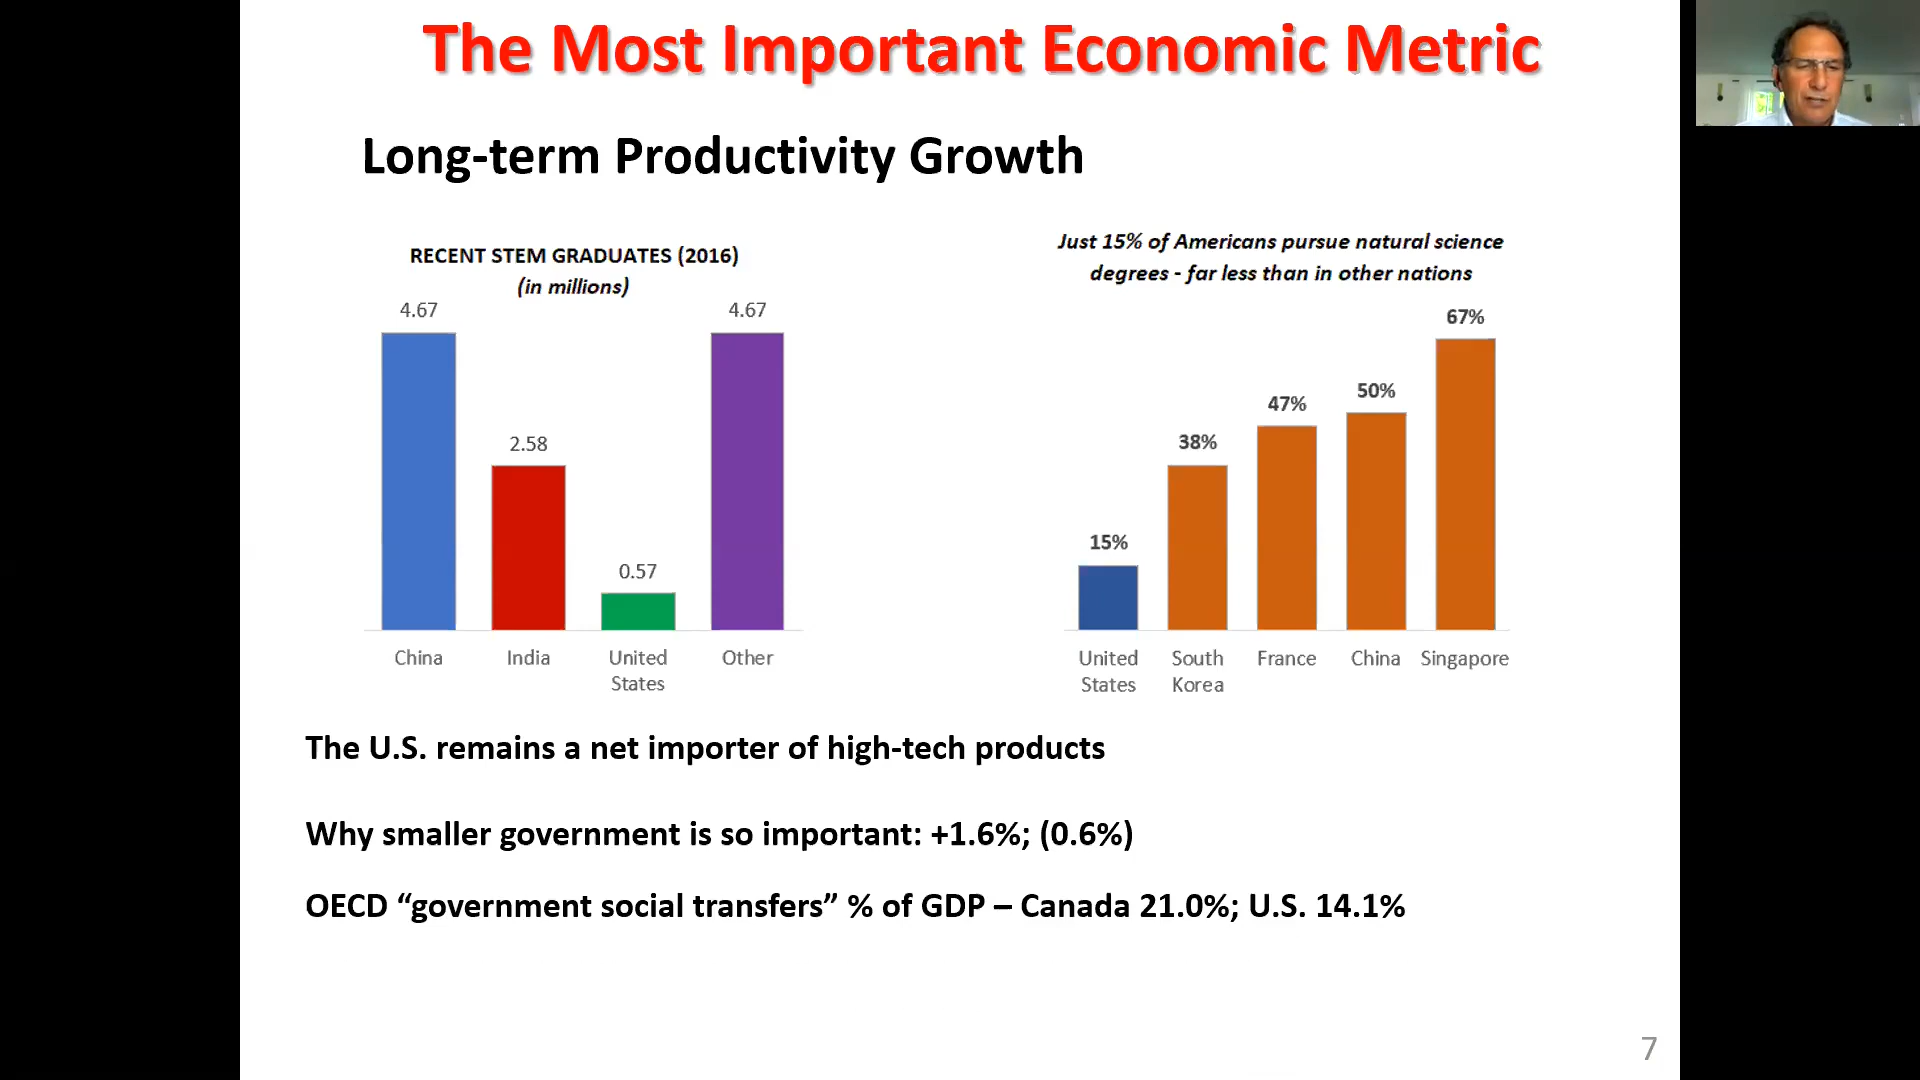 The Most Important Economic Metric
Long-term Productivity Growth
RECENT STEM GRADUATES (2016)
(in millions)
4.67
2.58
0.57
4.67
China
India
United
States
Other
Just 15% of Americans pursue natural science
degrees - far less than in other nations
15%
38%
47%
50%
67%
United
States
South
Korea
France
China
Singapore
The U.S. remains a net importer of high-tech products
Why smaller government is so important: +1.6%; (0.6%)
OECD “government social transfers” % of GDP – Canada 21.0%; U.S. 14.1%
7